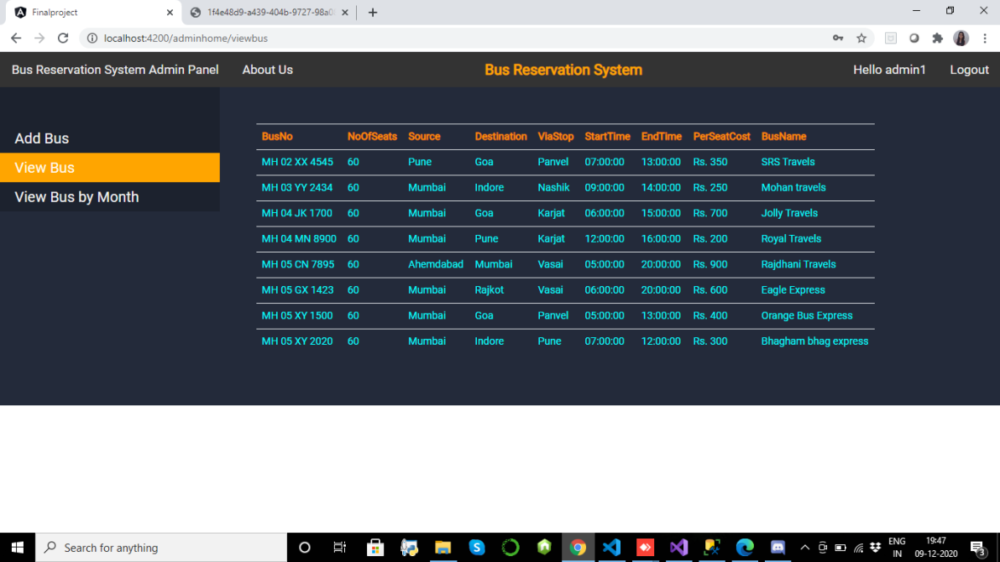 Finalproject
1f4e48d9-a439-404b-9727-98a0
localhost:4200/adminhome/viewbus
Bus Reservation System Admin Panel About Us Bus Reservation System Hello admin1 Logout
Add Bus
View Bus
View Bus by Month
BusNo NoOfSeats Source Destination ViaStop StartTime EndTime PerSeatCost BusName
MH 02 XX 4545 60 Pune Goa Panvel 07:00:00 13:00:00 Rs. 350 SRS Travels
MH 03 YY 2434 60 Mumbai Indore Nashik 09:00:00 14:00:00 Rs. 250 Mohan travels
MH 04 JK 1700 60 Mumbai Goa Karjat 06:00:00 15:00:00 Rs. 700 Jolly Travels
MH 04 MN 8900 60 Mumbai Pune Karjat 12:00:00 16:00:00 Rs. 200 Royal Travels
MH 05 CN 7895 60 Ahemdabad Mumbai Vasai 05:00:00 20:00:00 Rs. 900 Rajdhani Travels
MH 05 GX 1423 60 Mumbai Rajkot Vasai 06:00:00 20:00:00 Rs. 600 Eagle Express
MH 05 XY 1500 60 Mumbai Goa Panvel 05:00:00 13:00:00 Rs. 400 Orange Bus Express
MH 05 XY 2020 60 Mumbai Indore Pune 07:00:00 12:00:00 Rs. 300 Bhagham bhag express
Search for anything
ENG
IN
19:47
09-12-2020
3